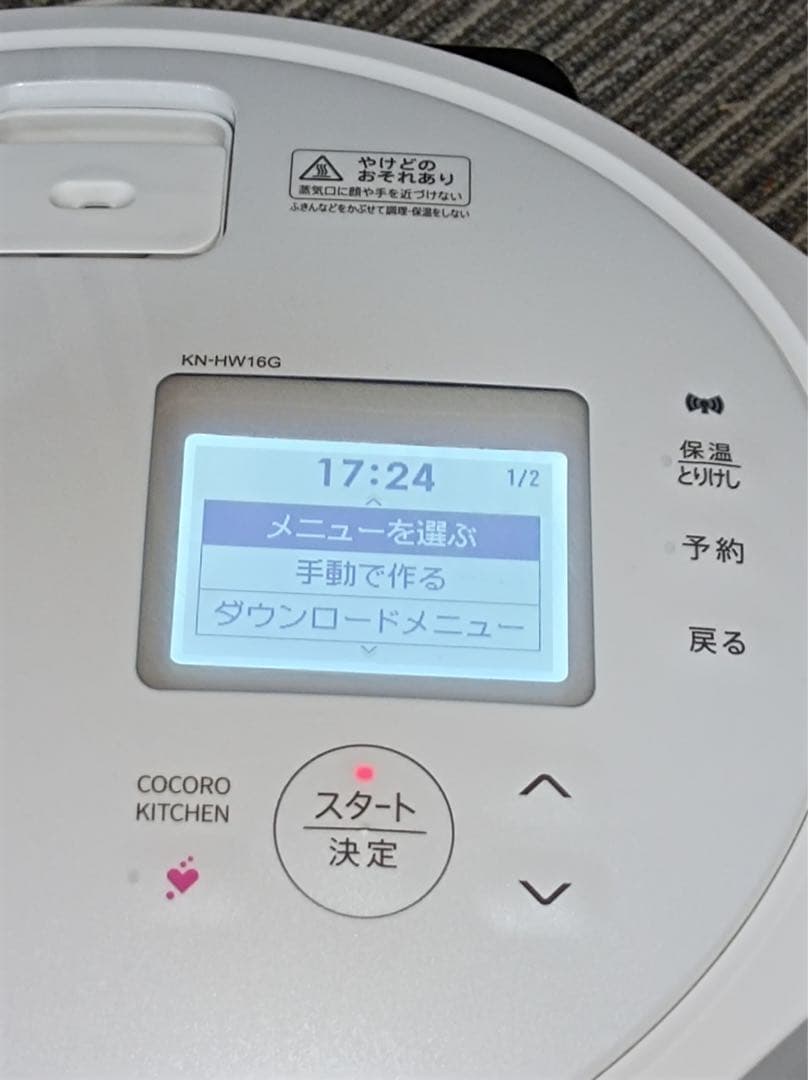 やけどの
おそれあり
蒸気口に顔や手を近づけない
ふきんなどをかぶせて調理・保温をしない
KN-HW16G
17:24 1/2
メニューを選ぶ
手動で作る
ダウンロードメニュー
保温
とりけし
予約
戻る
COCORO
KITCHEN
スタート
決定